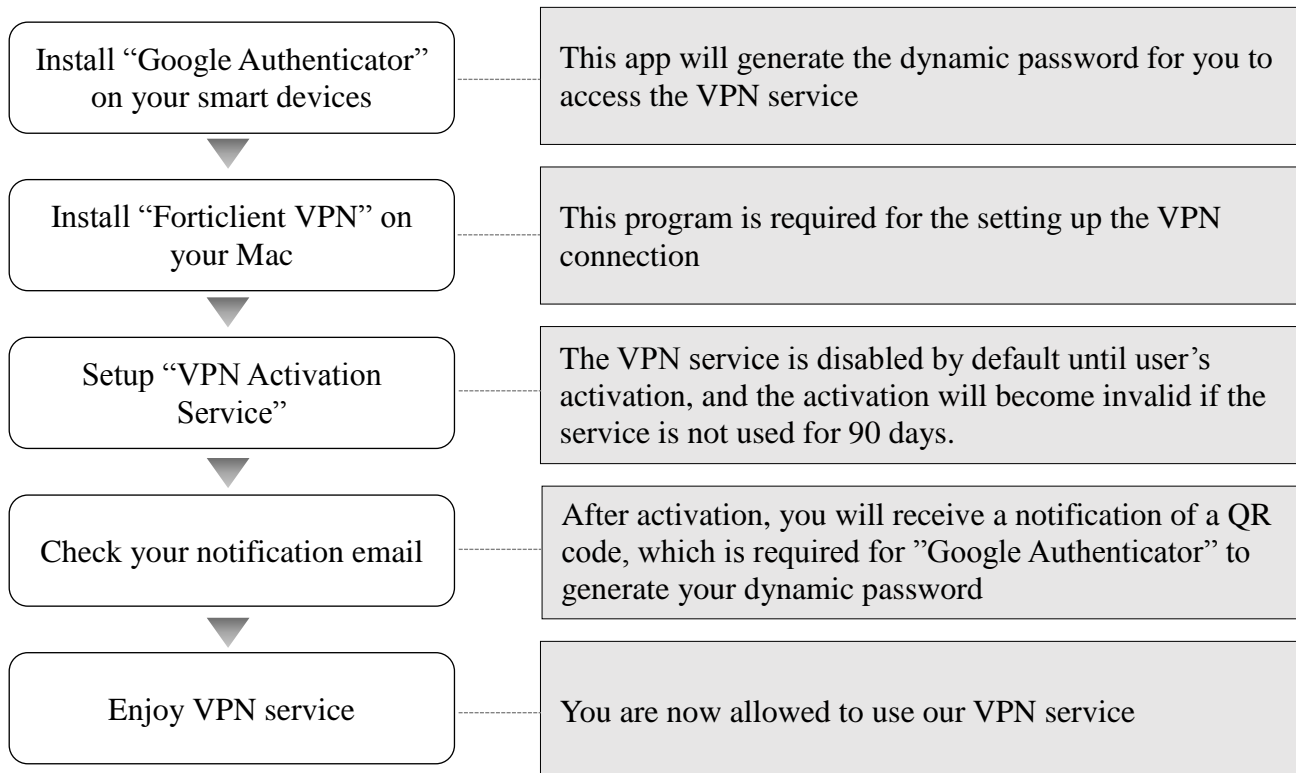 Install “Google Authenticator”
on your smart devices
This app will generate the dynamic password for you to
access the VPN service
Install “Forticlient VPN” on
your Mac
This program is required for the setting up the VPN
connection
Setup “VPN Activation
Service”
The VPN service is disabled by default until user’s
activation, and the activation will become invalid if the
service is not used for 90 days.
Check your notification email
After activation, you will receive a notification of a QR
code, which is required for ”Google Authenticator” to
generate your dynamic password
Enjoy VPN service
You are now allowed to use our VPN service